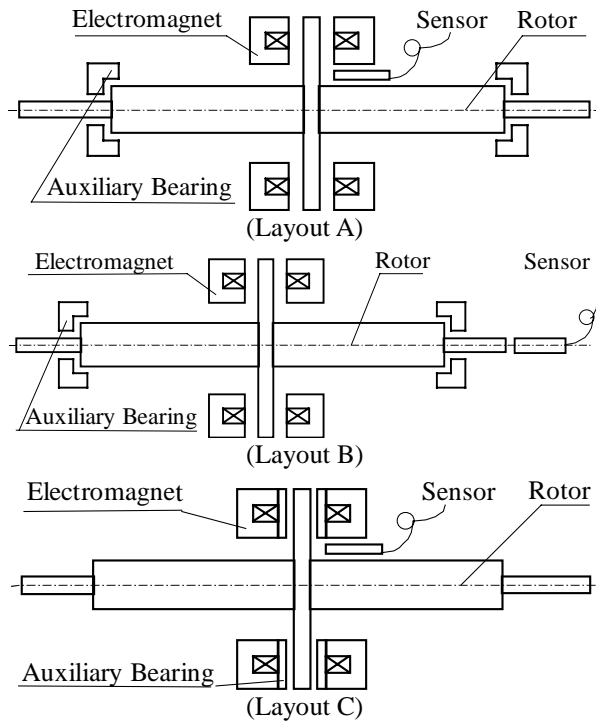 Electromagnet
Sensor
Rotor
Auxiliary Bearing
(Layout A)
Electromagnet
Rotor
Sensor
Auxiliary Bearing
(Layout B)
Electromagnet
Sensor
Rotor
Auxiliary Bearing
(Layout C)